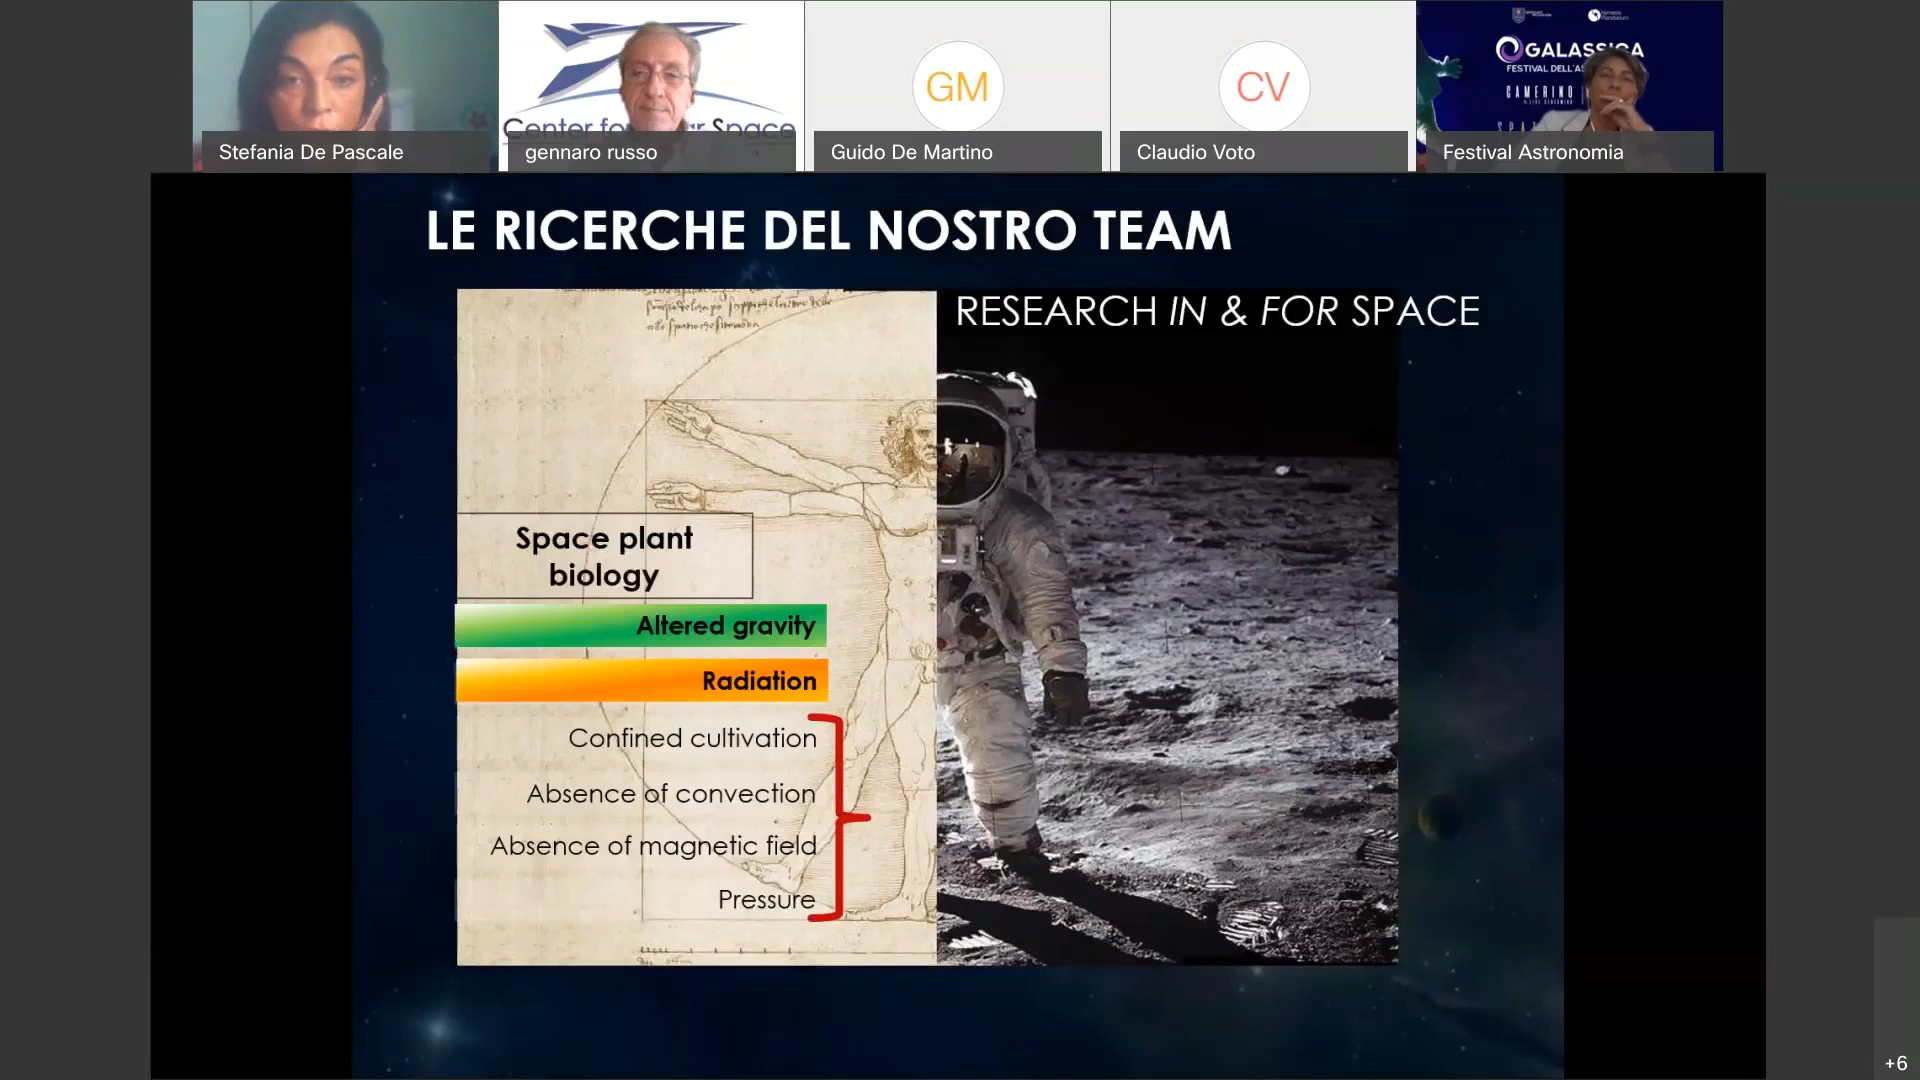 GALASSICA
CAMERINO
Stefania De Pascale
gennaro russo
GM
Guido De Martino
CV
Claudio Voto
Festival Astronomia
LE RICERCHE DEL NOSTRO TEAM
RESEARCH IN & FOR SPACE
Space plant
biology
Altered gravity
Radiation
Confined cultivation
Absence of convection
Absence of magnetic field
Pressure
+6